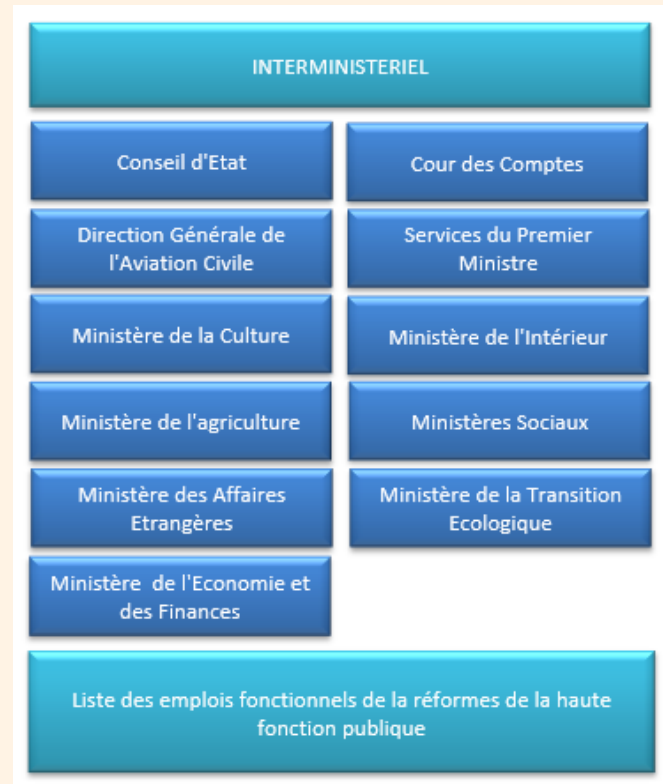 INTERMINISTERIEL
Conseil d'Etat
Cour des Comptes
Direction Générale de
l'Aviation Civile
Services du Premier
Ministre
Ministère de la Culture
Ministère de l'Intérieur
Ministère de l'agriculture
Ministères Sociaux
Ministère des Affaires
Etrangères
Ministère de la Transition
Ecologique
Ministère de l'Economie et
des Finances
Liste des emplois fonctionnels de la réformes de la haute
fonction publique